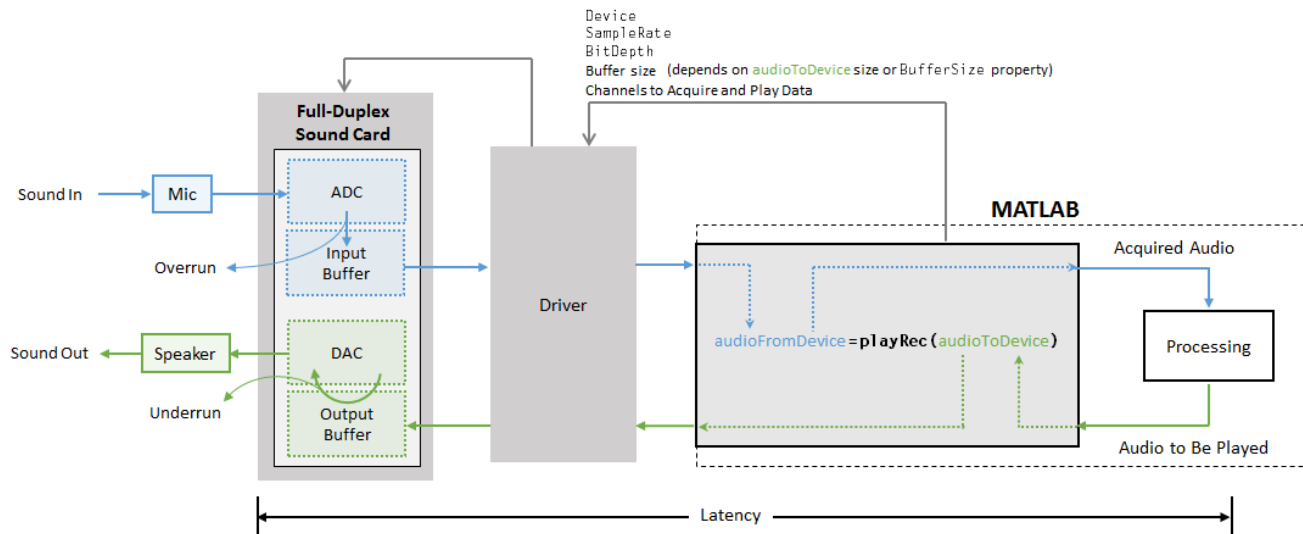 Device
SampleRate
BitDepth
Buffer size (depends on audioToDevice size or BufferSize property)
Channels to Acquire and Play Data
Full-Duplex
Sound Card
Sound In
Mic
ADC
Overrun
Input
Buffer
Sound Out
Speaker
DAC
Underrun
Output
Buffer
Driver
MATLAB
Acquired Audio
audioFromDevice=playRec(audioToDevice)
Processing
Audio to Be Played
Latency